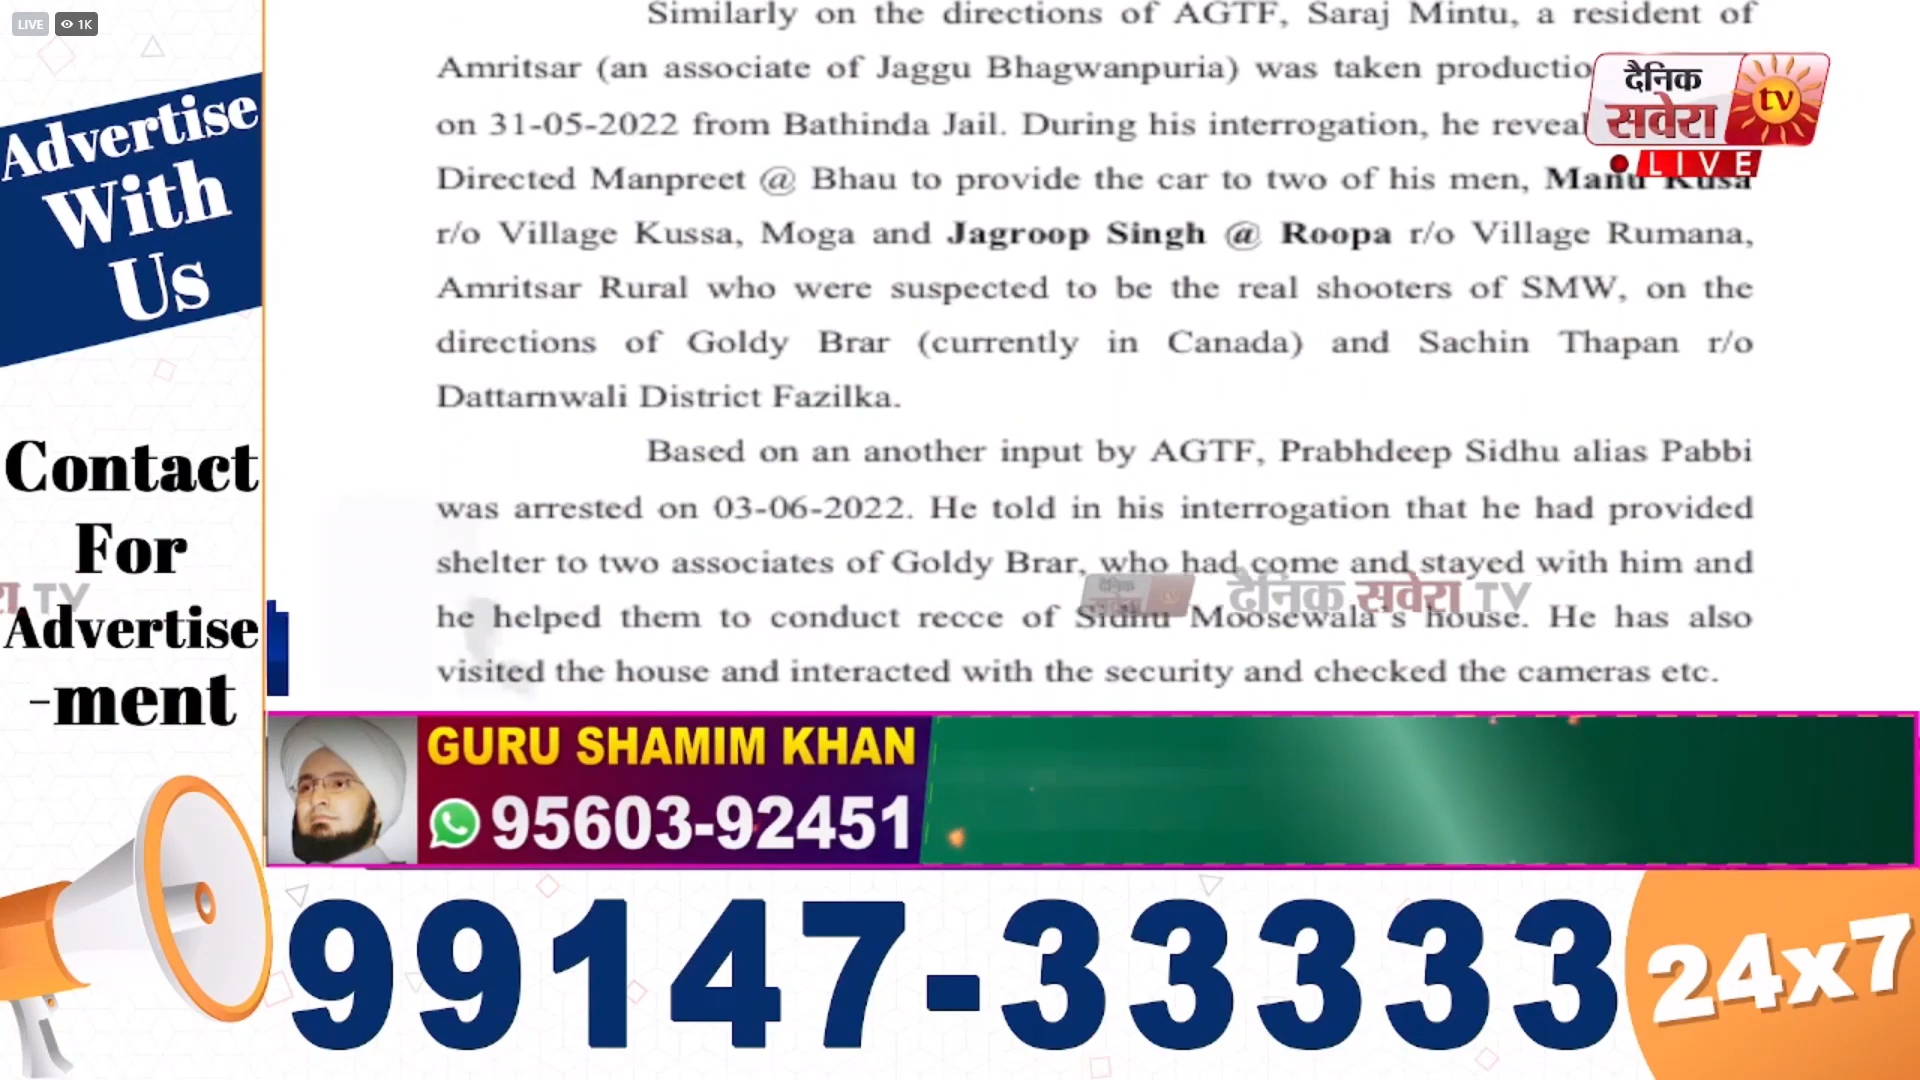 LIVE 1K
Similarly on the directions of AGTF, Saraj Mintu, a resident of
Amritsar (an associate of Jaggu Bhagwanpuria) was taken productio
on 31-05-2022 from Bathinda Jail. During his interrogation, he reveal
Directed Manpreet @ Bhau to provide the car to two of his men, Manu Kusa
r/o Village Kussa, Moga and Jagroop Singh @ Roopa r/o Village Rumana,
Amritsar Rural who were suspected to be the real shooters of SMW, on the
directions of Goldy Brar (currently in Canada) and Sachin Thapan r/o
Dattarnwali District Fazilka.
Based on an another input by AGTF, Prabhdeep Sidhu alias Pabbi
was arrested on 03-06-2022. He told in his interrogation that he had provided
shelter to two associates of Goldy Brar, who had come and stayed with him and
he helped them to conduct recce of Sidhu Moosewala's house. He has also
visited the house and interacted with the security and checked the cameras etc.
दैनिक
सवेरा tv
LIVE
दैनिक सवेरा TV
Advertise
With
Us
Contact
For
Advertise
-ment
रा TV
GURU SHAMIM KHAN
95603-92451
99147-33333
24x7